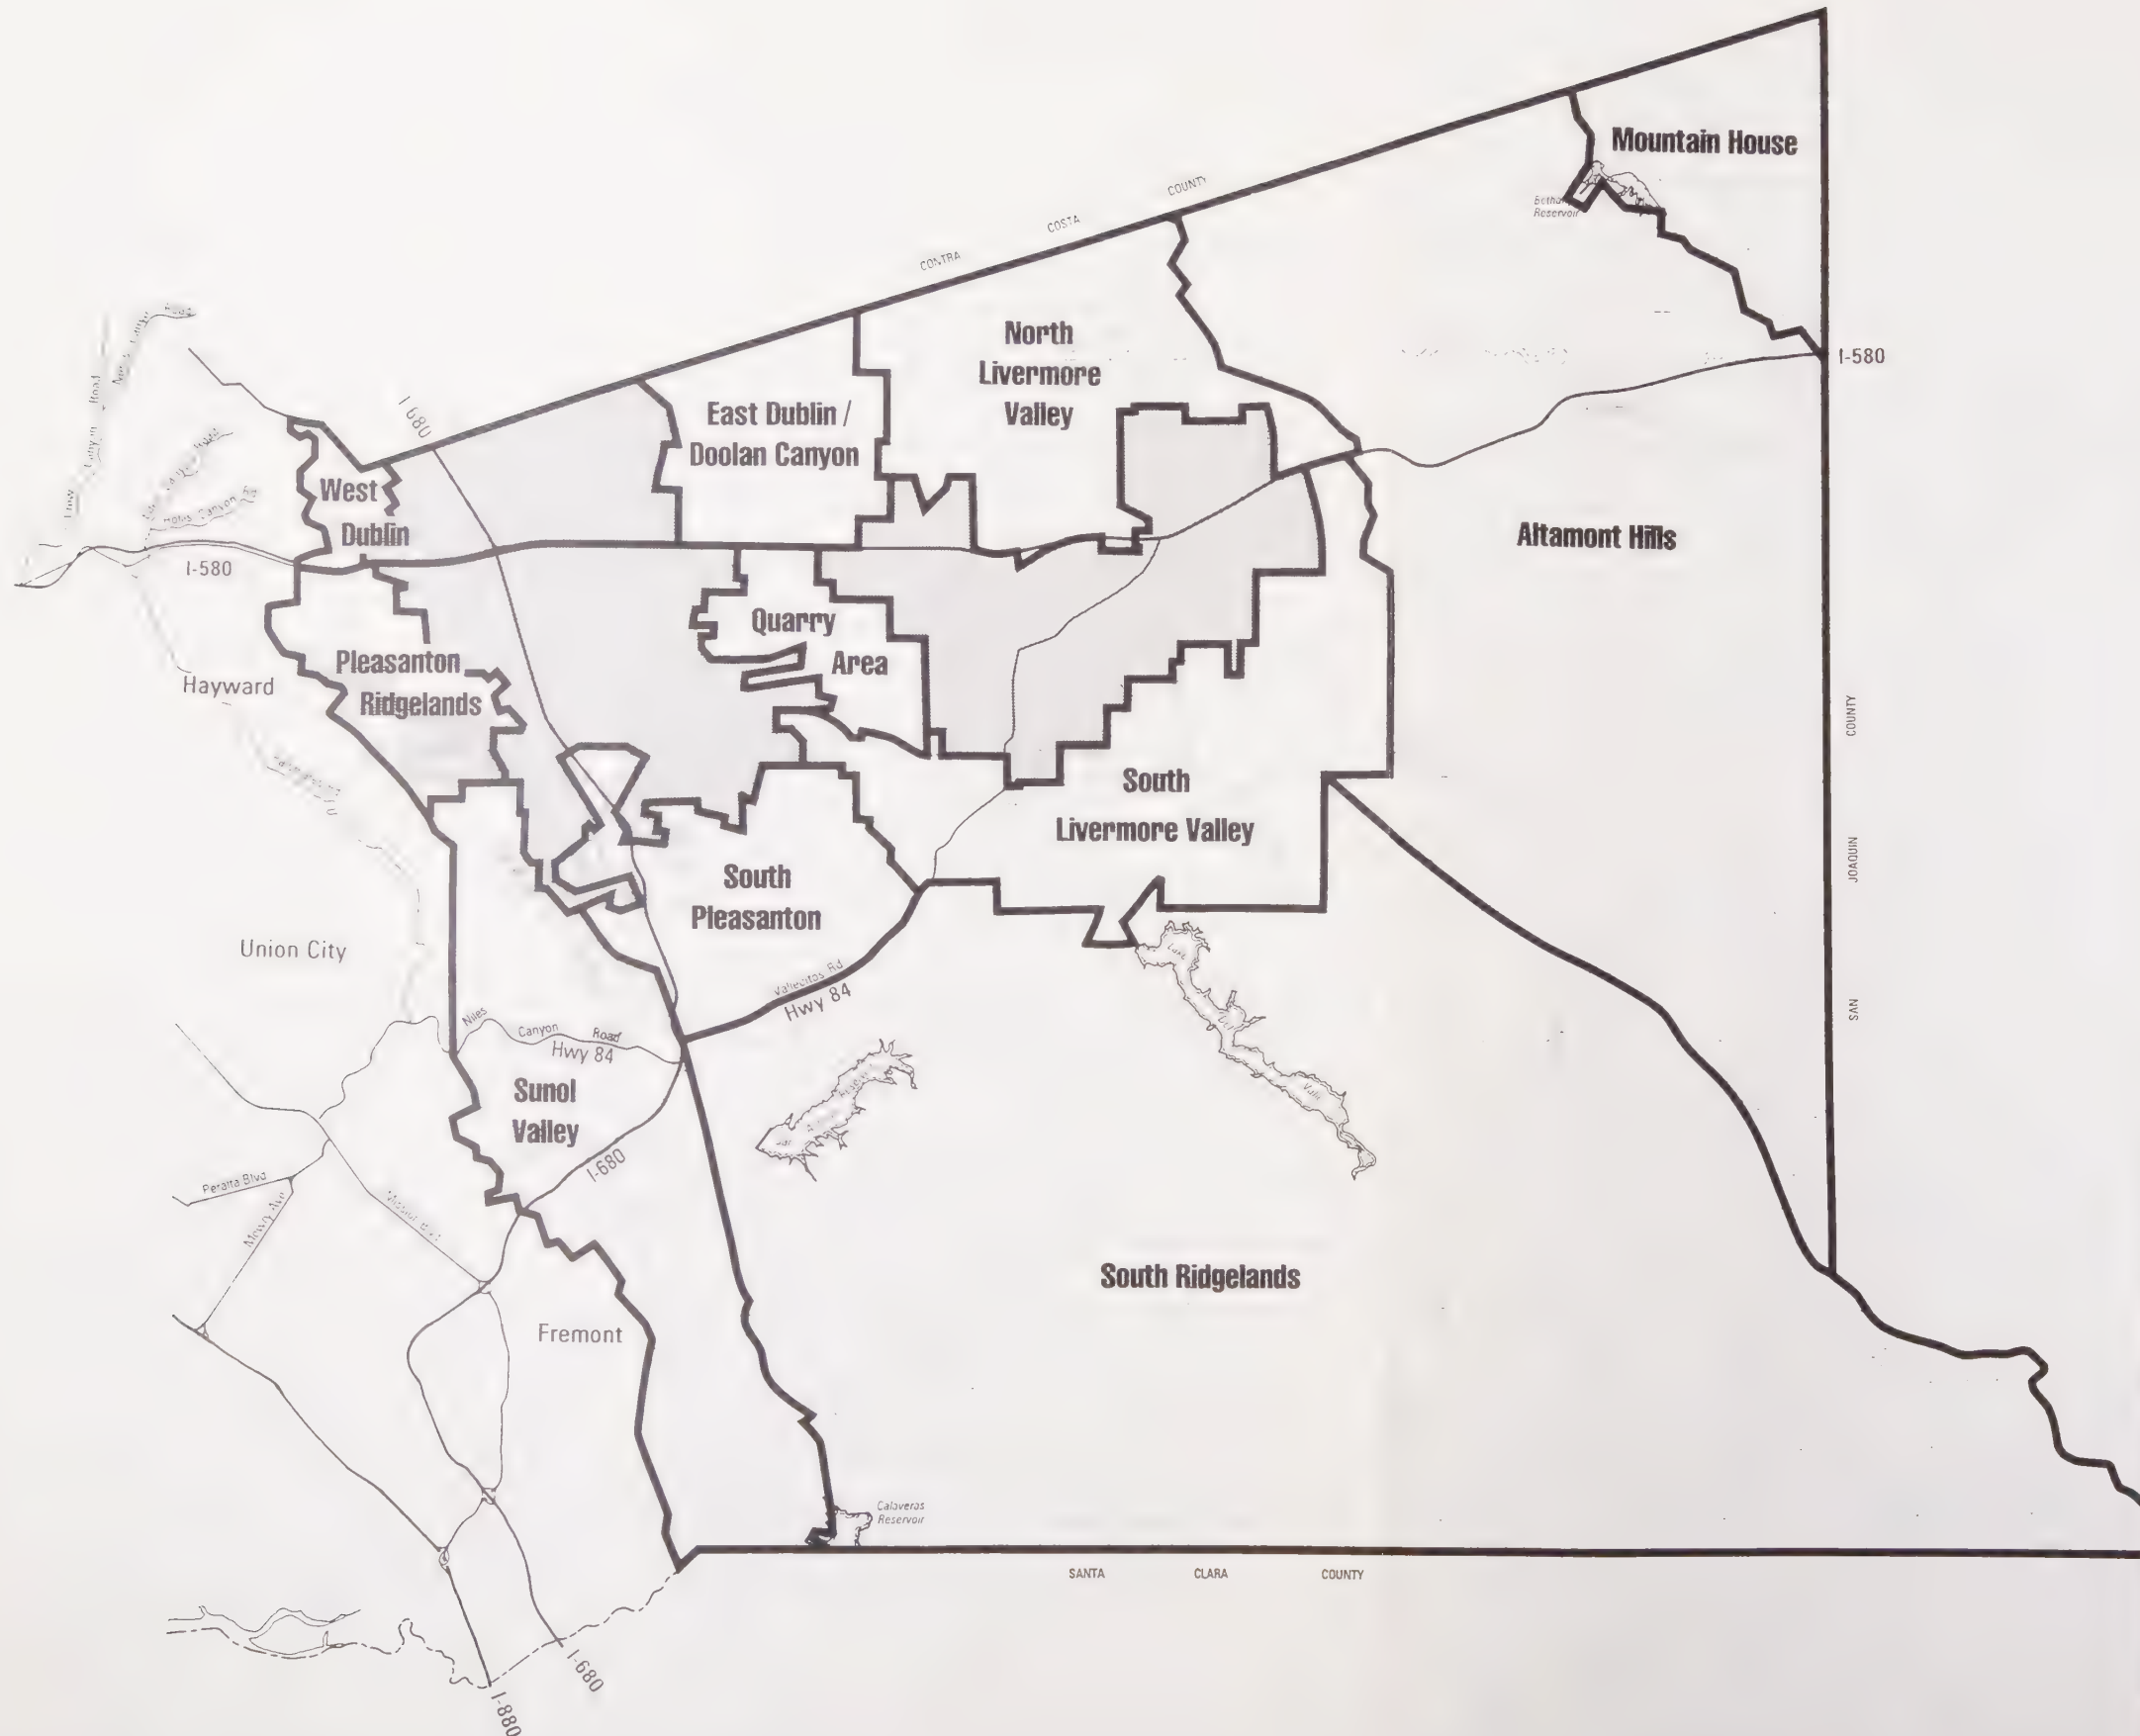 Mountain House
Reservoir
CONTRA COSTA COUNTY
I-580
North
Livermore
Valley
I 680
East Dublin /
Doolan Canyon
West
Dublin
I-580
Altamont Hills
Quarry
Area
Pleasanton
Ridgelands
Hayward
South
Livermore Valley
South
Pleasanton
Union City
Vallecitos Rd
Hwy 84
Niles Canyon Road
Hwy 84
Sunol
Valley
I-680
Peralta Blvd
Mowry Ave
South Ridgelands
Fremont
SAN JOAQUIN COUNTY
Calaveras
Reservoir
SANTA CLARA COUNTY
I-680
I-880